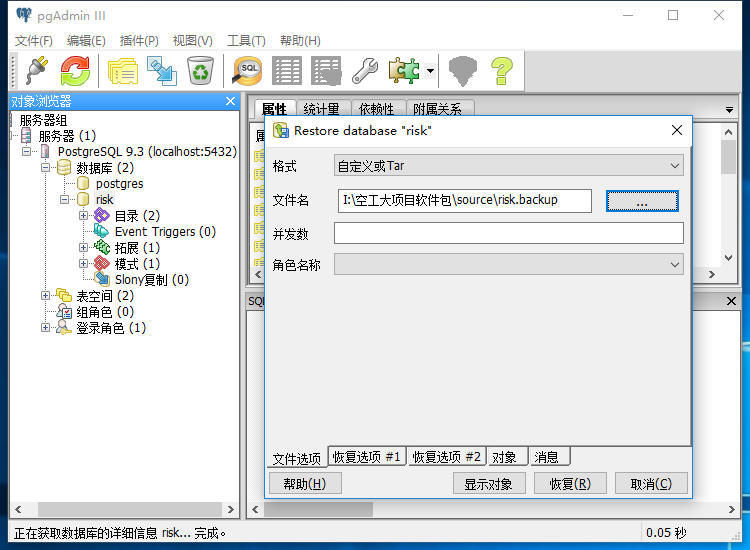 pgAdmin III
文件(F) 编辑(E) 插件(P) 视图(V) 工具(T) 帮助(H)
SQL
对象浏览器
服务器组
服务器 (1)
PostgreSQL 9.3 (localhost:5432)
数据库 (2)
postgres
risk
目录 (2)
Event Triggers (0)
拓展 (1)
模式 (1)
Slony复制 (0)
表空间 (2)
组角色 (0)
登录角色 (1)
属性 统计量 依赖性 附属关系
Restore database "risk"
格式 自定义或Tar
文件名 I:\空工大项目软件包\source\risk.backup ...
并发数
角色名称
文件选项 恢复选项 #1 恢复选项 #2 对象 消息
帮助(H) 显示对象 恢复(R) 取消(C)
正在获取数据库的详细信息 risk... 完成。 0.05 秒